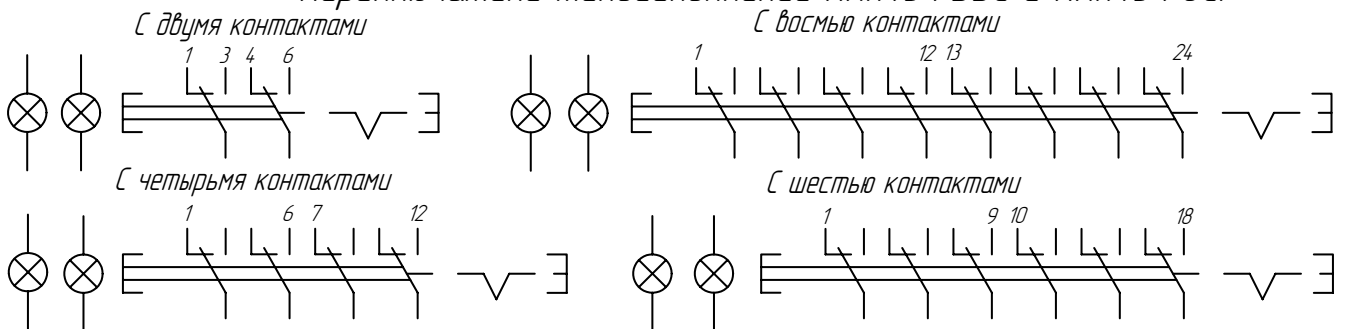 С двумя контактами
1 3 4 6
С восмью контактами
1 12 13 24
С четырьмя контактами
1 6 7 12
С шестью контактами
1 9 10 18